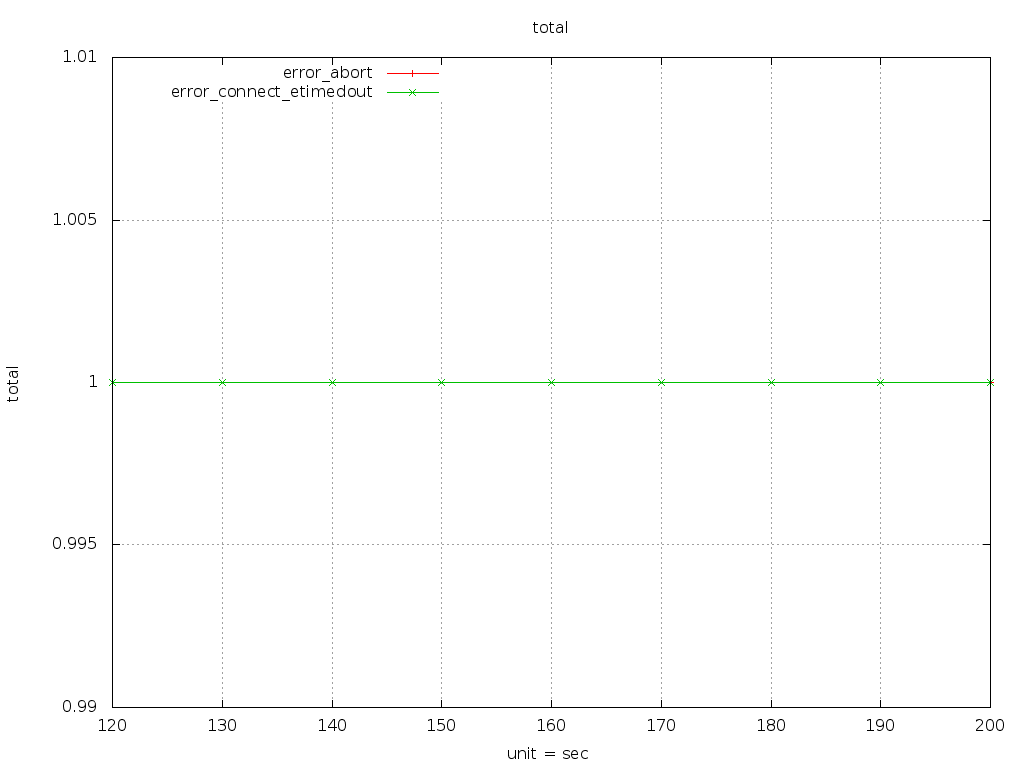 total
1.01
error_abort
error_connect_etimedout
1.005
total
1
0.995
0.99
120 130 140 150 160 170 180 190 200
unit = sec